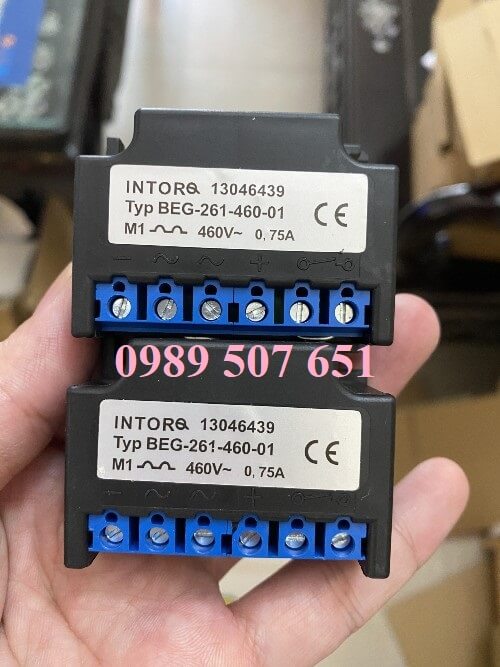 INTORQ 13046439
Typ BEG-261-460-01
M1 460V~ 0,75A
CE
- ~ ~ +
0989 507 651
INTORQ 13046439
Typ BEG-261-460-01
M1 460V~ 0,75A
CE
- ~ ~ +